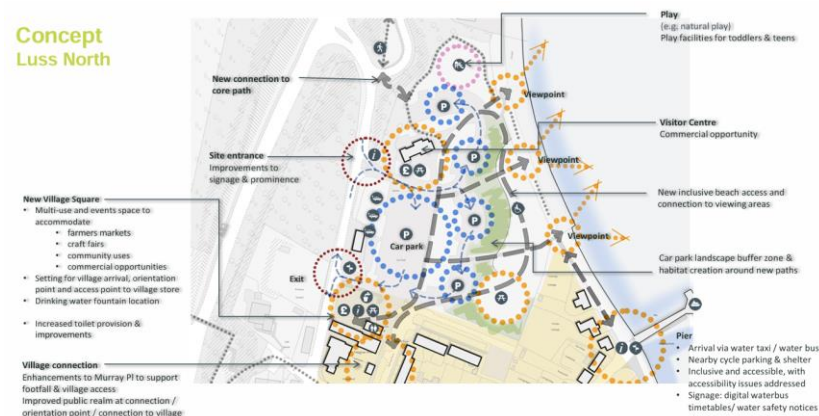 Concept
Luss North
New connection to
core path
Site entrance
Improvements to
signage & prominence
New Village Square
• Multi-use and events space to
accommodate
• farmers markets
• craft fairs
• community uses
• commercial opportunities
• Setting for village arrival, orientation
point and access point to village store
• Drinking water fountain location
• Increased toilet provision &
improvements
Village connection
Enhancements to Murray Pl to support
footfall & village access
Improved public realm at connection /
orientation point / connection to village
P
Viewpoint
i
£
P
Viewpoint
P
Car park
P
Viewpoint
Exit
P
£ i
i
Play
(e.g. natural play)
Play facilities for toddlers & teens
Visitor Centre
Commercial opportunity
New inclusive beach access and
connection to viewing areas
Car park landscape buffer zone &
habitat creation around new paths
Pier
• Arrival via water taxi / water bus
• Nearby cycle parking & shelter
• Inclusive and accessible, with
accessibility issues addressed
• Signage: digital waterbus
timetables/ water safety notices